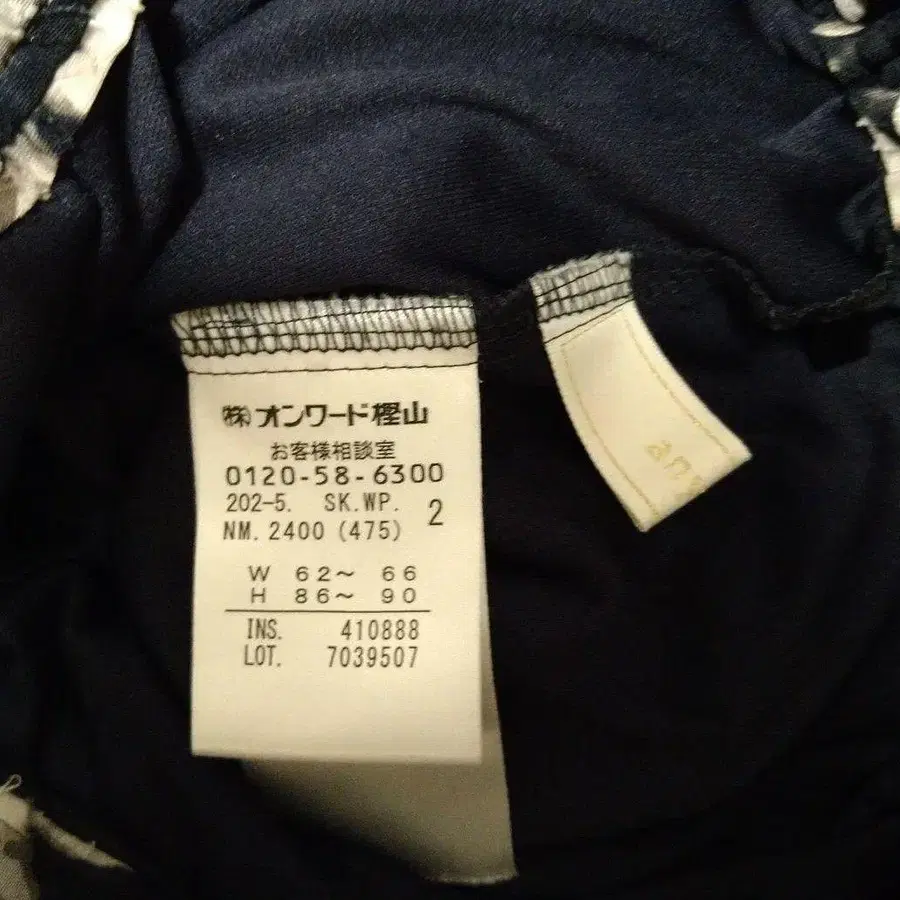 ㈱オンワード樫山
お客様相談室
0120-58-6300
202-5. SK.WP. 2
NM. 2400 (475)
W 62～ 66
H 86～ 90
INS. 410888
LOT. 7039507